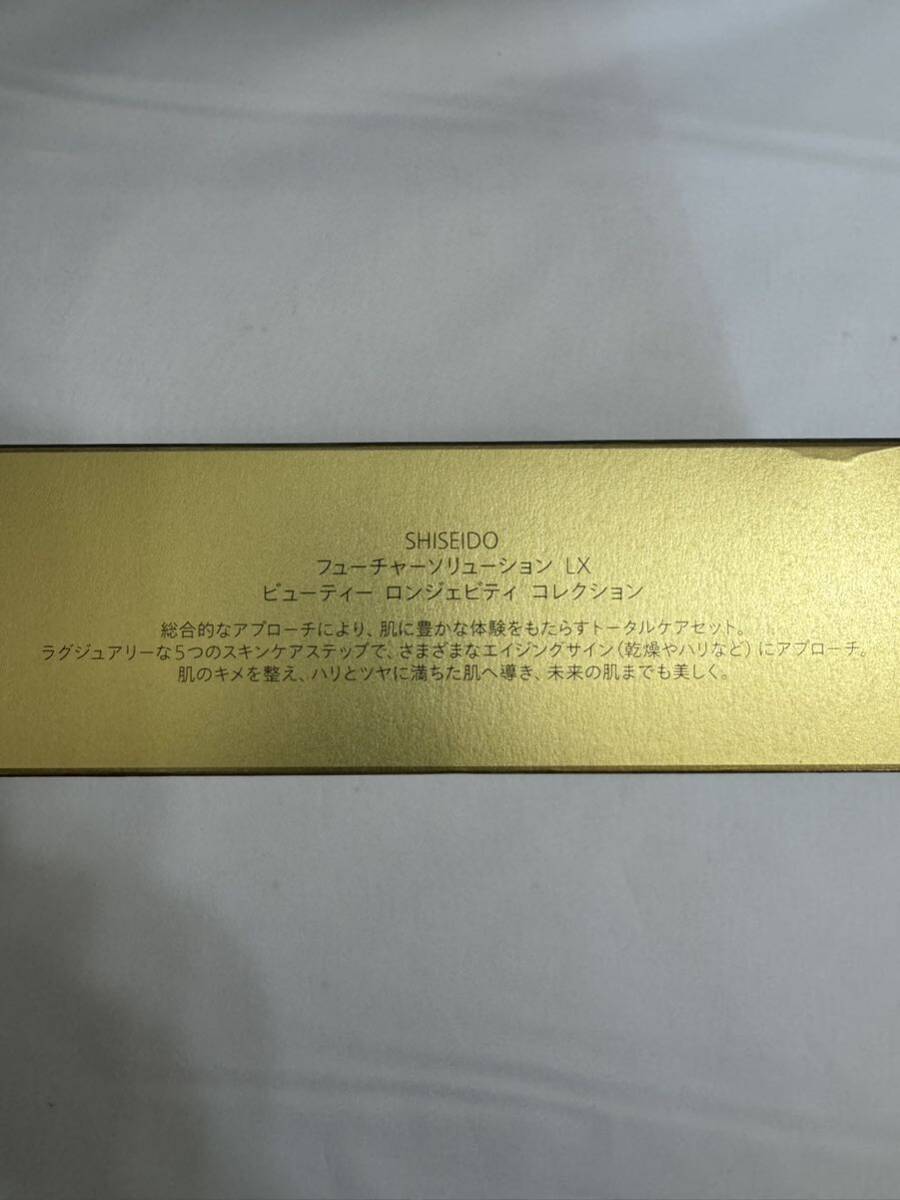 SHISEIDO
フューチャーソリューション LX
ビューティー ロンジェビティ コレクション
総合的なアプローチにより、肌に豊かな体験をもたらすトータルケアセット。
ラグジュアリーな5つのスキンケアステップで、さまざまなエイジングサイン（乾燥やハリなど）にアプローチ。
肌のキメを整え、ハリとツヤに満ちた肌へ導き、未来の肌までも美しく。